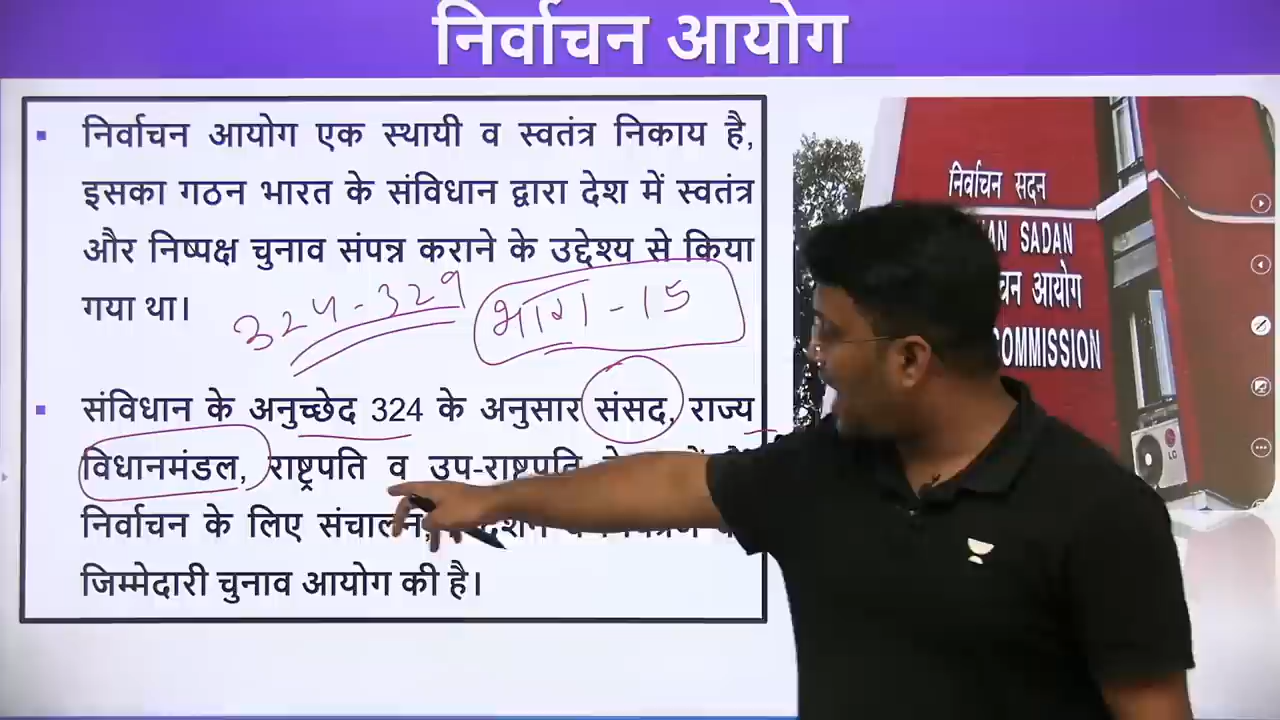 निर्वाचन आयोग
निर्वाचन आयोग एक स्थायी व स्वतंत्र निकाय है,
इसका गठन भारत के संविधान द्वारा देश में स्वतंत्र
और निष्पक्ष चुनाव संपन्न कराने के उद्देश्य से किया
गया था।
324-329
भाग-15
संविधान के अनुच्छेद 324 के अनुसार संसद, राज्य
विधानमंडल, राष्ट्रपति व उप-राष्ट्रपति
निर्वाचन के लिए संचालन,
जिम्मेदारी चुनाव आयोग की है।
निर्वाचन सदन
SADAN
आयोग
COMMISSION
LG